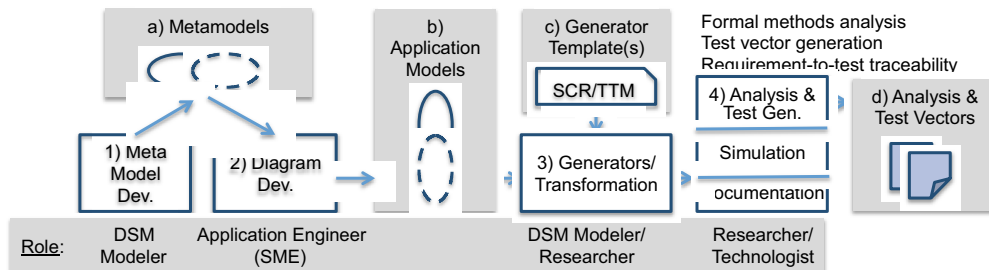 a) Metamodels
b)
Application
Models
c) Generator
Template(s)
SCR/TTM
Formal methods analysis
Test vector generation
Requirement-to-test traceability
1) Meta
Model
Dev.
2) Diagram
Dev.
3) Generators/
Transformation
4) Analysis &
Test Gen.
Simulation
ocumentation
d) Analysis &
Test Vectors
Role:
DSM
Modeler
Application Engineer
(SME)
DSM Modeler/
Researcher
Researcher/
Technologist